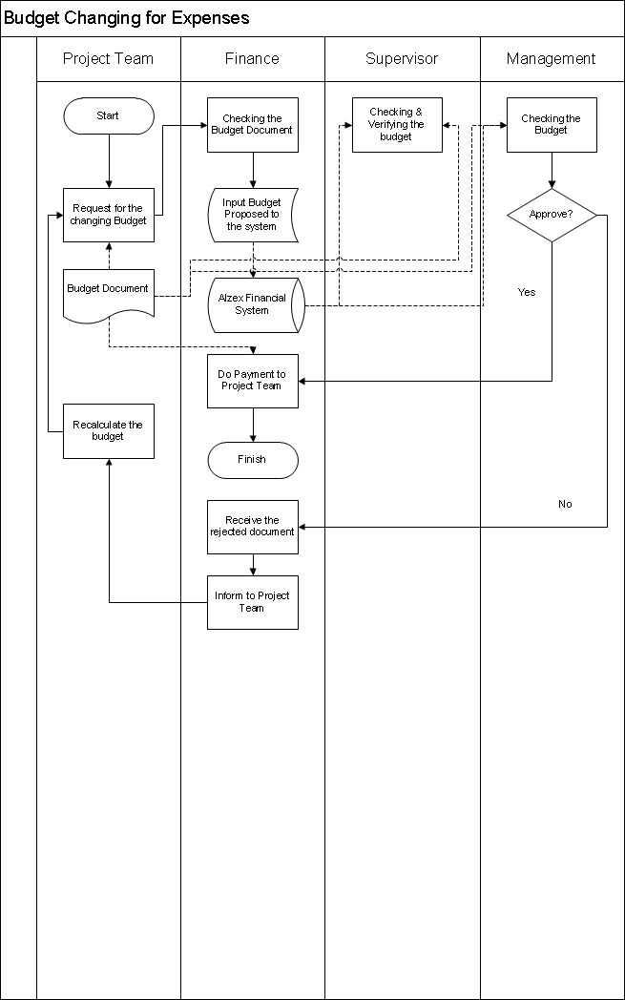 Budget Changing for Expenses
Project Team
Finance
Supervisor
Management
Start
Checking the
Budget Document
Checking &
Verifying the
budget
Checking the
Budget
Request for the
changing Budget
Input Budget
Proposed to
the system
Approve?
Budget Document
Alzex Financial
System
Yes
Do Payment to
Project Team
Recalculate the
budget
Finish
No
Receive the
rejected document
Inform to Project
Team